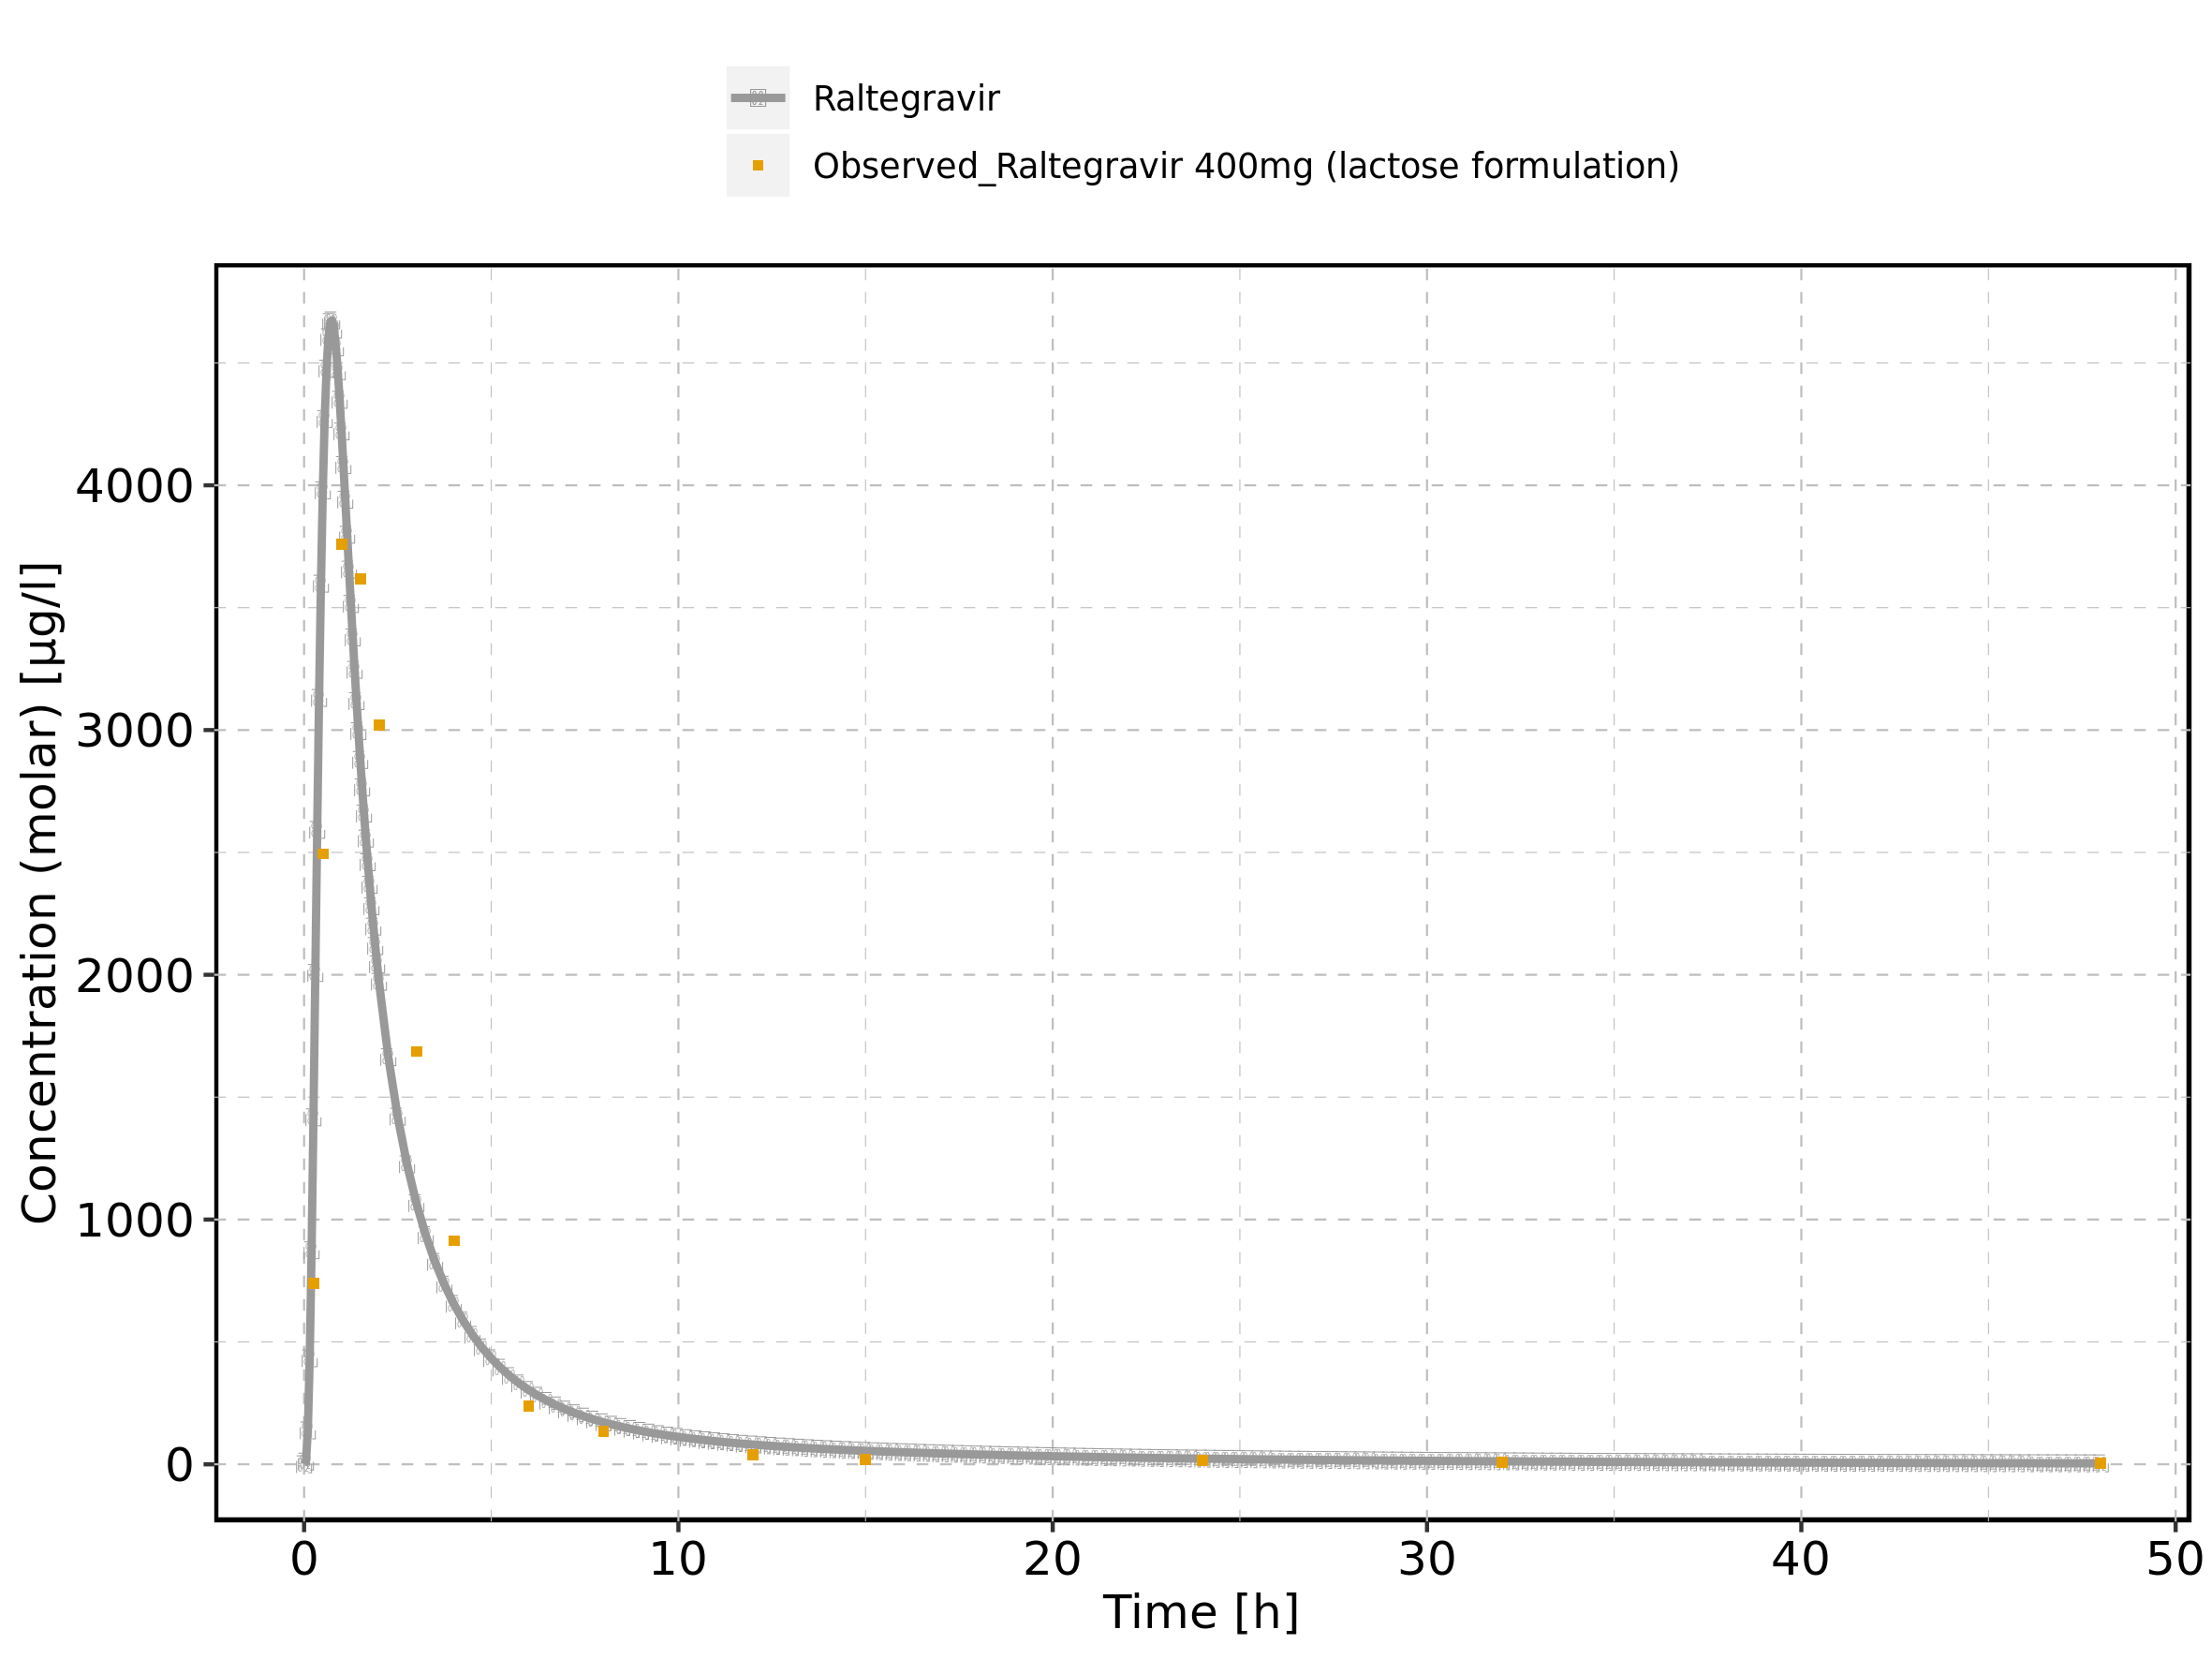 Raltegravir
Observed_Raltegravir 400mg (lactose formulation)
Concentration (molar) [µg/l]
4000
3000
2000
1000
0
0 10 20 30 40 50
Time [h]